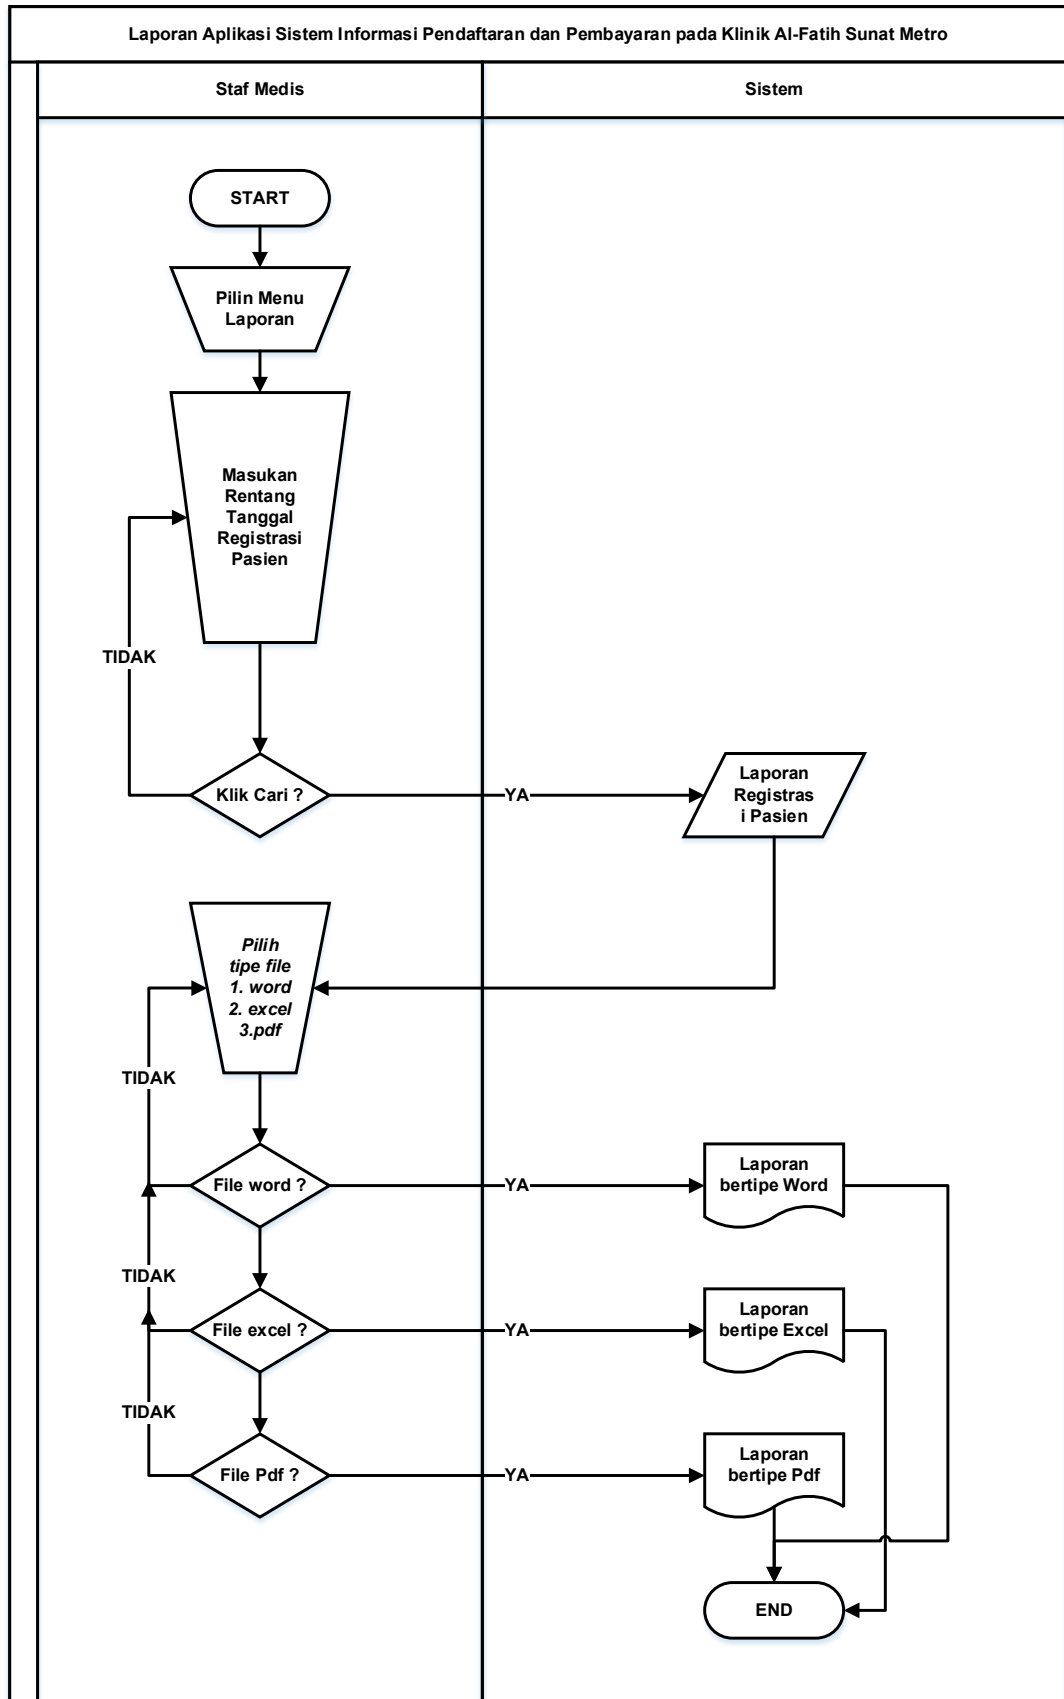 Laporan Aplikasi Sistem Informasi Pendaftaran dan Pembayaran pada Klinik Al-Fatih Sunat Metro
Staf Medis
Sistem
START
Pilin Menu
Laporan
Masukan
Rentang
Tanggal
Registrasi
Pasien
TIDAK
Klik Cari ?
YA
Laporan
Registras
i Pasien
Pilih
tipe file
1. word
2. excel
3.pdf
TIDAK
File word ?
YA
Laporan
bertipe Word
TIDAK
File excel ?
YA
Laporan
bertipe Excel
TIDAK
File Pdf ?
YA
Laporan
bertipe Pdf
END